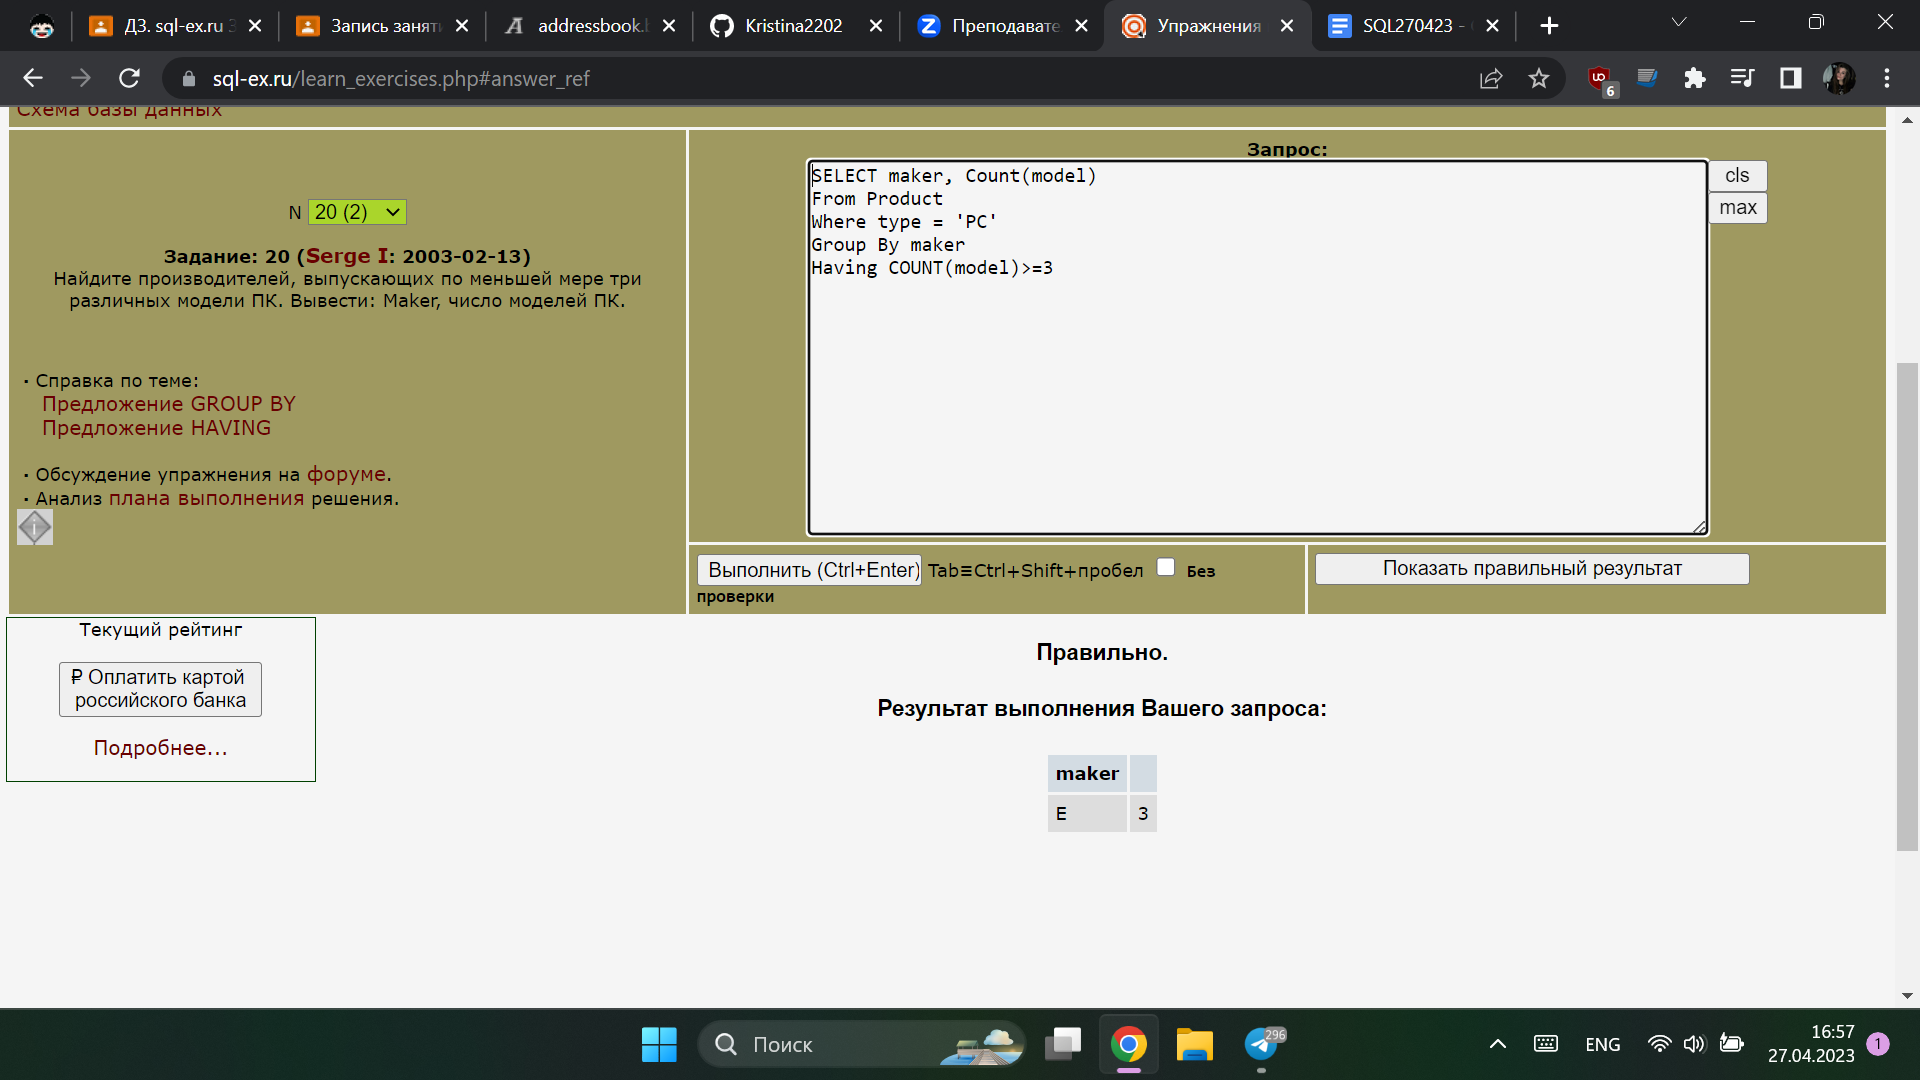 ДЗ. sql-ex.ru
Запись заняти
addressbook.
Kristina2202
Преподавате
Упражнения
SQL270423 -
sql-ex.ru/learn_exercises.php#answer_ref
6
Схема базы данных
N 20 (2)
Задание: 20 (Serge I: 2003-02-13)
Найдите производителей, выпускающих по меньшей мере три
различных модели ПК. Вывести: Maker, число моделей ПК.
· Справка по теме:
Предложение GROUP BY
Предложение HAVING
· Обсуждение упражнения на форуме.
· Анализ плана выполнения решения.
Запрос:
SELECT maker, Count(model)
From Product
Where type = 'PC'
Group By maker
Having COUNT(model)>=3
cls
max
Выполнить (Ctrl+Enter) Tab≡Ctrl+Shift+пробел Без
проверки
Показать правильный результат
Текущий рейтинг
₽ Оплатить картой
российского банка
Подробнее...
Правильно.
Результат выполнения Вашего запроса:
maker
E 3
Поиск
296
ENG
16:57
27.04.2023
1